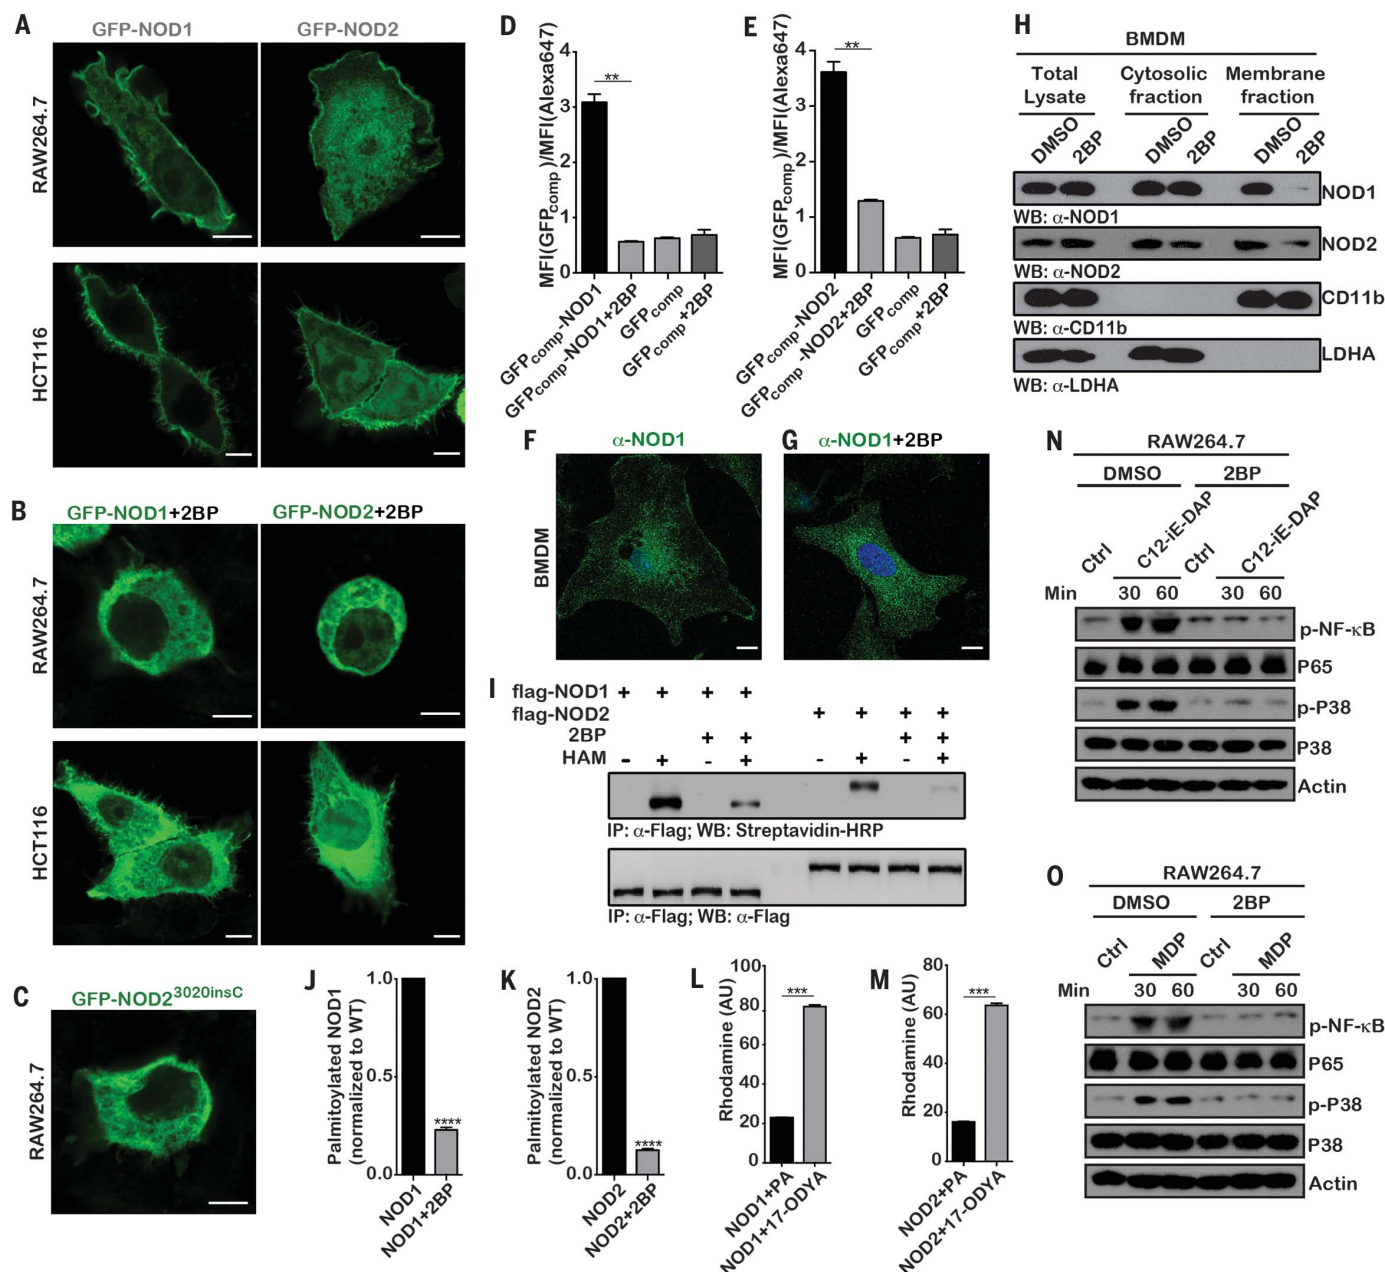 A
GFP-NOD1
GFP-NOD2
RAW264.7
HCT116
B
GFP-NOD1+2BP
GFP-NOD2+2BP
RAW264.7
HCT116
C
GFP-NOD2³⁰²⁰ⁱⁿˢC
RAW264.7
D
MFI(GFPcomp)/MFI(Alexa647)
4
3
2
1
0
**
GFPcomp-NOD1
GFPcomp-NOD1+2BP
GFPcomp
GFPcomp+2BP
E
MFI(GFPcomp)/MFI(Alexa647)
4
3
2
1
0
**
GFPcomp-NOD2
GFPcomp-NOD2+2BP
GFPcomp
GFPcomp+2BP
F
α-NOD1
BMDM
G
α-NOD1+2BP
H
BMDM
Total Cytosolic Membrane
Lysate fraction fraction
DMSO 2BP DMSO 2BP DMSO 2BP
NOD1
WB: α-NOD1
NOD2
WB: α-NOD2
CD11b
WB: α-CD11b
LDHA
WB: α-LDHA
I
flag-NOD1 + + + +
flag-NOD2 + + + +
2BP + + + +
HAM - + - + - + - +
IP: α-Flag; WB: Streptavidin-HRP
IP: α-Flag; WB: α-Flag
J
Palmitoylated NOD1
(normalized to WT)
1.0
0.5
0.0
****
NOD1
NOD1+2BP
K
Palmitoylated NOD2
(normalized to WT)
1.0
0.5
0.0
****
NOD2
NOD2+2BP
L
Rhodamine (AU)
100
80
60
40
20
0
***
NOD1+PA
NOD1+17-ODYA
M
Rhodamine (AU)
80
60
40
20
0
***
NOD2+PA
NOD2+17-ODYA
N
RAW264.7
DMSO 2BP
Ctrl C12-iE-DAP Ctrl C12-iE-DAP
Min 30 60 30 60
p-NF-κB
P65
p-P38
P38
Actin
O
RAW264.7
DMSO 2BP
Ctrl MDP Ctrl MDP
Min 30 60 30 60
p-NF-κB
P65
p-P38
P38
Actin